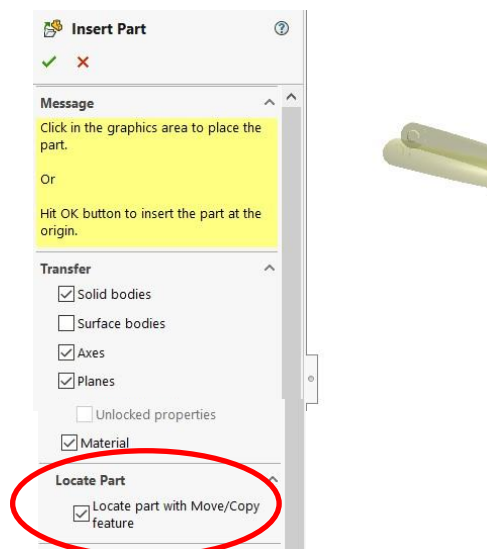 Insert Part
Message
Click in the graphics area to place the
part.
Or
Hit OK button to insert the part at the
origin.
Transfer
Solid bodies
Surface bodies
Axes
Planes
Unlocked properties
Material
Locate Part
Locate part with Move/Copy
feature